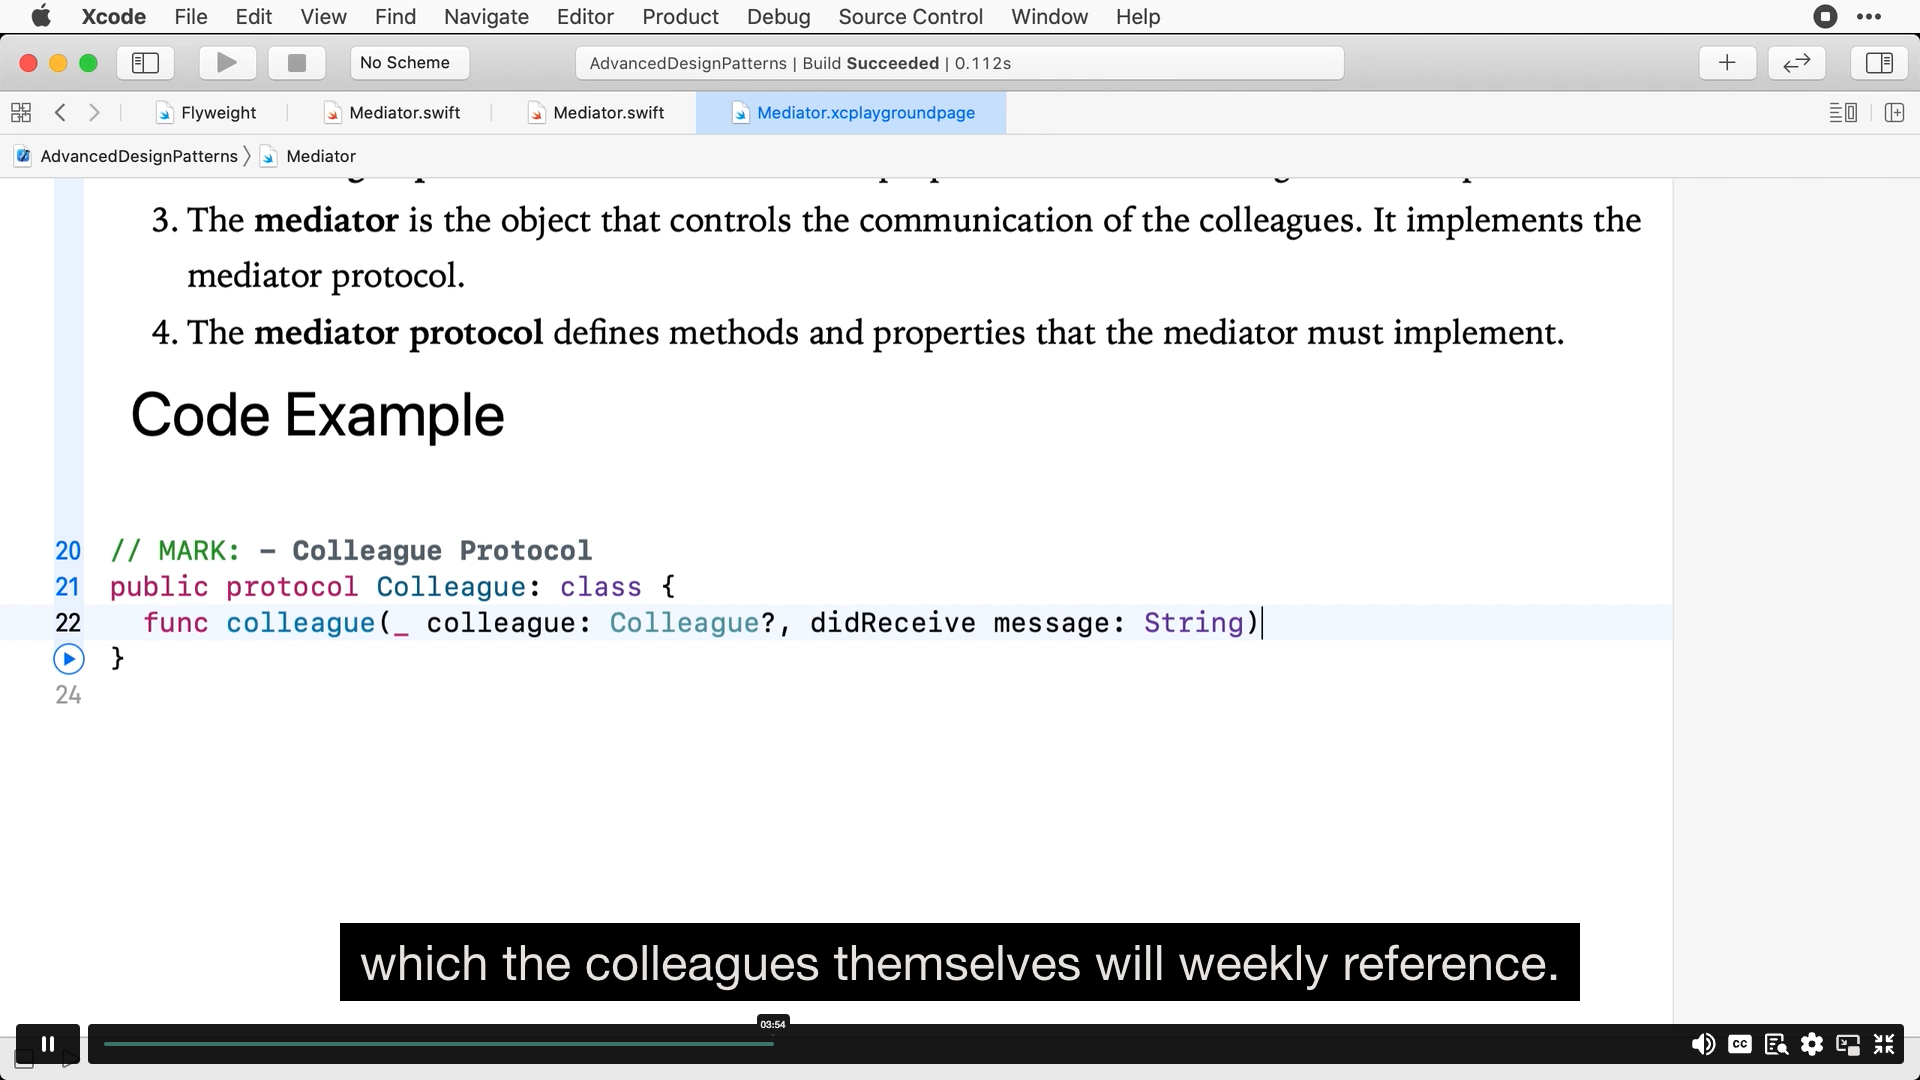 Xcode File Edit View Find Navigate Editor Product Debug Source Control Window Help
No Scheme
AdvancedDesignPatterns | Build Succeeded | 0.112s
Flyweight
Mediator.swift
Mediator.swift
Mediator.xcplaygroundpage
AdvancedDesignPatterns
Mediator
3. The mediator is the object that controls the communication of the colleagues. It implements the
mediator protocol.
4. The mediator protocol defines methods and properties that the mediator must implement.
Code Example
20 // MARK: - Colleague Protocol
21 public protocol Colleague: class {
22 func colleague(_ colleague: Colleague?, didReceive message: String)
}
24
which the colleagues themselves will weekly reference.
03:54
CC